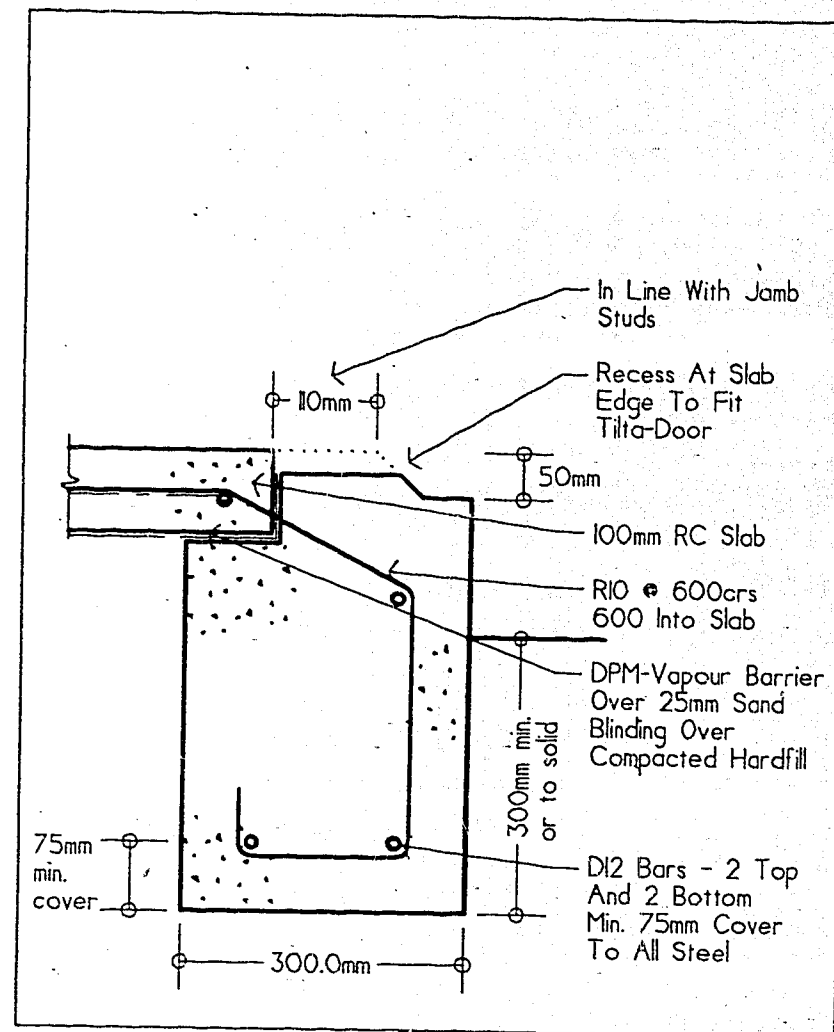 In Line With Jamb
Studs
110mm
Recess At Slab
Edge To Fit
Tilta-Door
50mm
100mm RC Slab
R10 @ 600crs
600 Into Slab
DPM-Vapour Barrier
Over 25mm Sand
Blinding Over
Compacted Hardfill
300mm min.
or to solid
75mm
min.
cover
D12 Bars - 2 Top
And 2 Bottom
Min. 75mm Cover
To All Steel
300.0mm